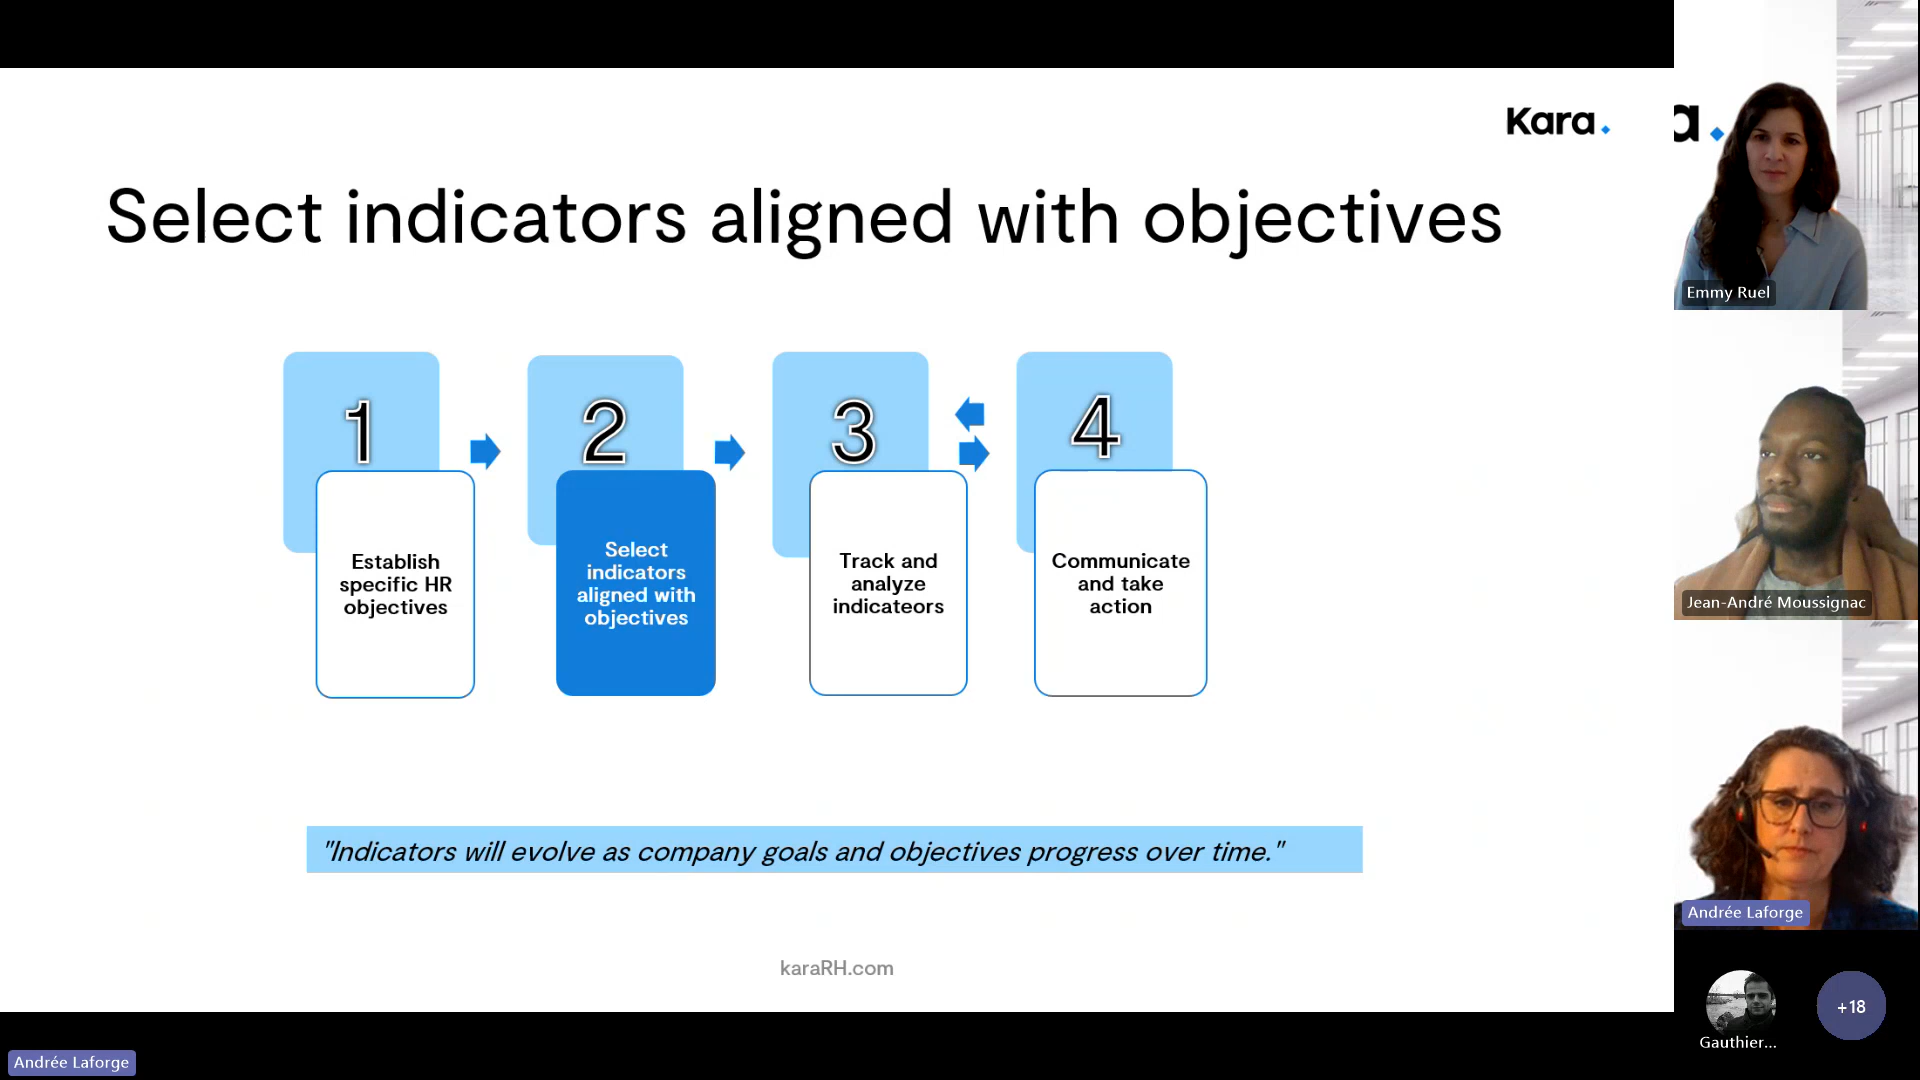 Kara.
a.
Select indicators aligned with objectives
1
2
3
4
Establish
specific HR
objectives
Select
indicators
aligned with
objectives
Track and
analyze
indicateors
Communicate
and take
action
"Indicators will evolve as company goals and objectives progress over time."
karaRH.com
Emmy Ruel
Jean-André Moussignac
Andrée Laforge
Gauthier...
+18
Andrée Laforge